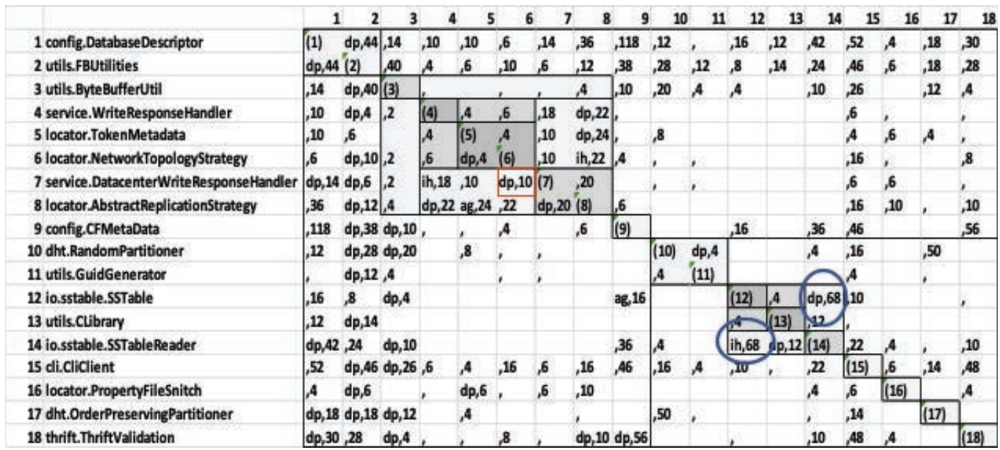 1 2 3 4 5 6 7 8 9 10 11 12 13 14 15 16 17 18
1 config.DatabaseDescriptor (1) dp,44 ,14 ,10 ,10 ,6 ,14 ,36 ,118 ,12 , ,16 ,12 ,42 ,52 ,4 ,18 ,30
2 utils.FBUtilities dp,44 (2) ,40 ,4 ,6 ,10 ,6 ,12 ,38 ,28 ,12 ,8 ,14 ,24 ,46 ,6 ,18 ,28
3 utils.ByteBufferUtil ,14 dp,40 (3) , , , ,4 ,10 ,20 ,4 ,4 ,10 ,26 ,12 ,4
4 service.WriteResponseHandler ,10 dp,4 ,2 (4) ,4 ,6 ,18 dp,22 , ,6 , ,
5 locator.TokenMetadata ,10 ,6 ,4 (5) ,4 ,10 dp,24 , ,8 ,4 ,6 ,4 ,
6 locator.NetworkTopologyStrategy ,6 dp,10 ,2 ,6 dp,4 (6) ,10 ih,22 ,4 , , ,16 , ,8
7 service.DatacenterWriteResponseHandler dp,14 dp,6 ,2 ih,18 ,10 dp,10 (7) ,20 , , ,6 ,6 ,
8 locator.AbstractReplicationStrategy ,36 dp,12 ,4 dp,22 ag,24 ,22 dp,20 (8) ,6 ,16 ,10 , ,10
9 config.CFMetaData ,118 dp,38 dp,10 , , ,4 ,6 (9) ,16 ,36 ,46 ,56
10 dht.RandomPartitioner ,12 dp,28 dp,20 ,8 , , (10) dp,4 ,4 ,16 ,50
11 utils.GuidGenerator , dp,12 ,4 , , ,4 (11) ,4 ,
12 io.sstable.SSTable ,16 ,8 dp,4 ag,16 (12) ,4 dp,68 ,10 ,
13 utils.CLibrary ,12 dp,14 ,4 (13) ,12 ,
14 io.sstable.SSTableReader dp,42 ,24 dp,10 ,36 ,4 ih,68 dp,12 (14) ,22 ,4 , ,10
15 cli.CliClient ,52 dp,46 dp,26 ,6 ,4 ,16 ,6 ,16 ,46 ,16 ,4 ,10 , ,22 (15) ,6 ,14 ,48
16 locator.PropertyFileSnitch ,4 dp,6 , dp,6 , ,6 ,10 ,4 ,6 (16) ,4
17 dht.OrderPreservingPartitioner dp,18 dp,18 dp,12 ,4 , ,50 , , ,14 (17) ,
18 thrift.ThriftValidation dp,30 ,28 dp,4 , , ,8 dp,10 dp,56 , ,10 ,48 ,4 (18)